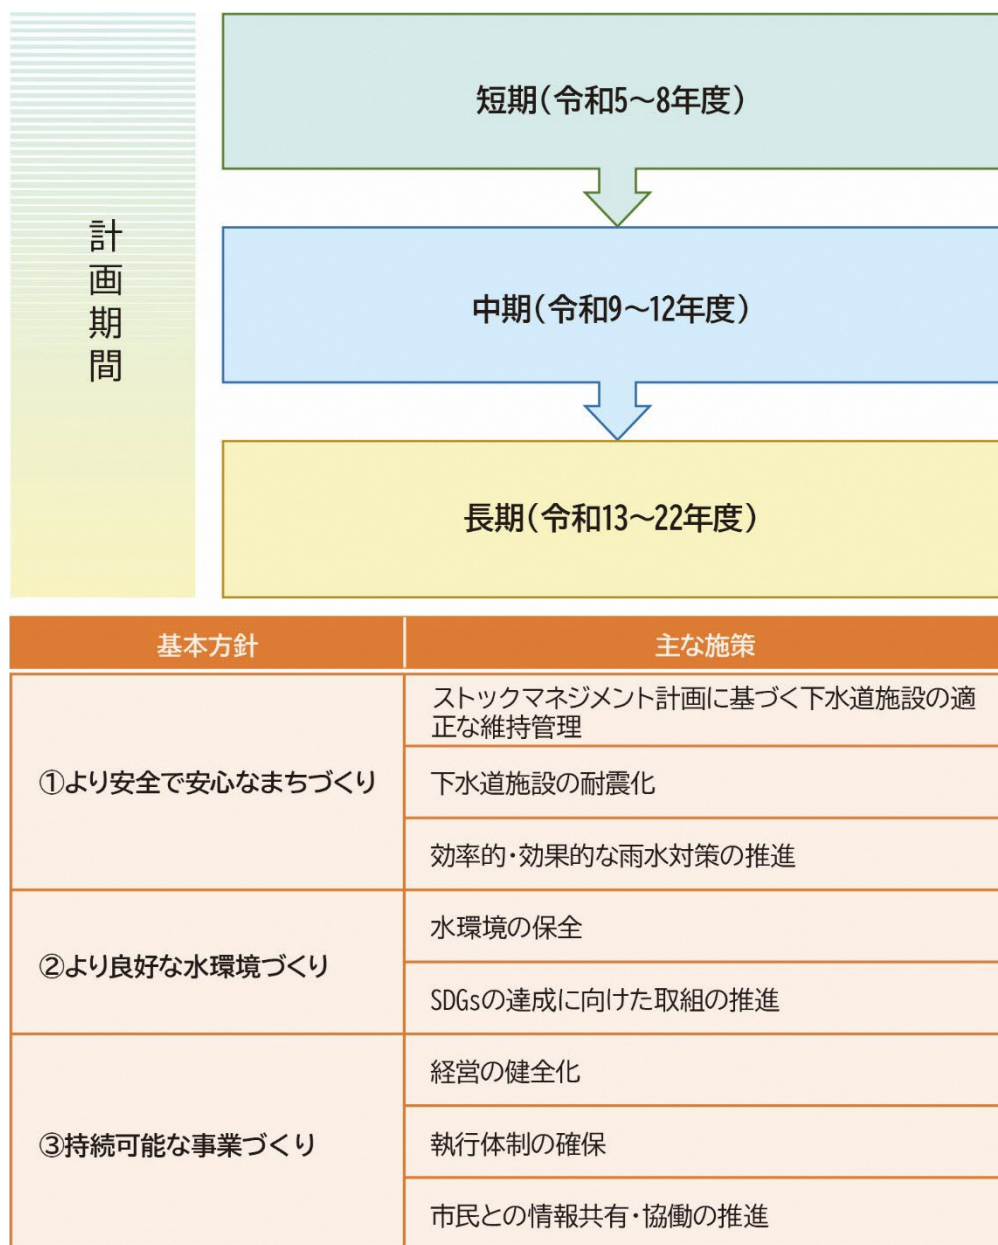 計画期間
短期(令和5～8年度)
中期(令和9～12年度)
長期(令和13～22年度)
基本方針
主な施策
①より安全で安心なまちづくり
ストックマネジメント計画に基づく下水道施設の適
正な維持管理
下水道施設の耐震化
効率的・効果的な雨水対策の推進
②より良好な水環境づくり
水環境の保全
SDGsの達成に向けた取組の推進
③持続可能な事業づくり
経営の健全化
執行体制の確保
市民との情報共有・協働の推進